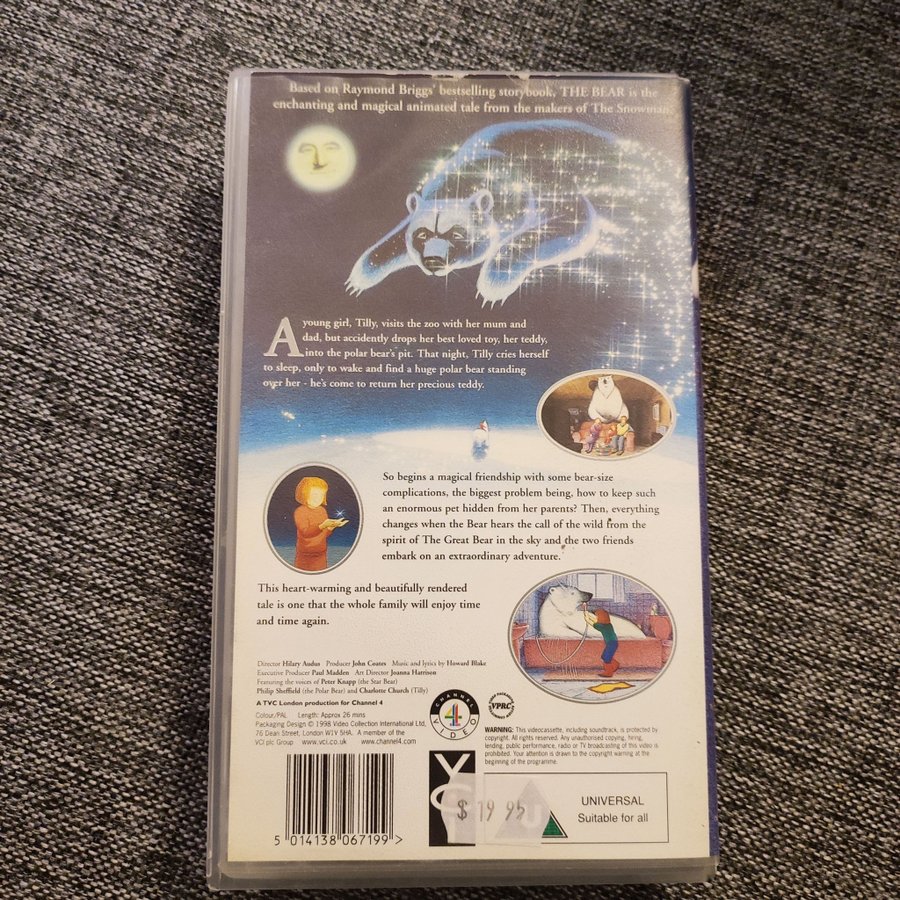 Based on Raymond Briggs' bestselling storybook, THE BEAR is the
enchanting and magical animated tale from the makers of The Snowman.
A young girl, Tilly, visits the zoo with her mum and
dad, but accidently drops her best loved toy, her teddy,
into the polar bear's pit. That night, Tilly cries herself
to sleep, only to wake and find a huge polar bear standing
over her - he's come to return her precious teddy.
So begins a magical friendship with some bear-size
complications, the biggest problem being, how to keep such
an enormous pet hidden from her parents? Then, everything
changes when the Bear hears the call of the wild from the
spirit of The Great Bear in the sky and the two friends
embark on an extraordinary adventure.
This heart-warming and beautifully rendered
tale is one that the whole family will enjoy time
and time again.
Director Hilary Audus Producer John Coates Music and lyrics by Howard Blake
Executive Producer Paul Madden Art Director Joanna Harrison
Featuring the voices of Peter Knapp (the Star Bear)
Philip Sheffield (the Polar Bear) and Charlotte Church (Tilly)
A TVC London production for Channel 4
Colour/PAL Length: Approx 26 mins
Packaging Design © 1998 Video Collection International Ltd,
76 Dean Street, London W1V 5HA. A member of the
VCI plc Group www.vci.co.uk www.channel4.com
CHANNEL
4
VIDEO
VPRC
WARNING: This videocassette, including soundtrack, is protected by
copyright. All rights reserved. Any unauthorised copying, hiring,
lending, public performance, radio or TV broadcasting of this video is
prohibited. Your attention is drawn to the copyright warning at the
beginning of the programme.
5 014138 067199 >
$ 19 95
U
UNIVERSAL
Suitable for all